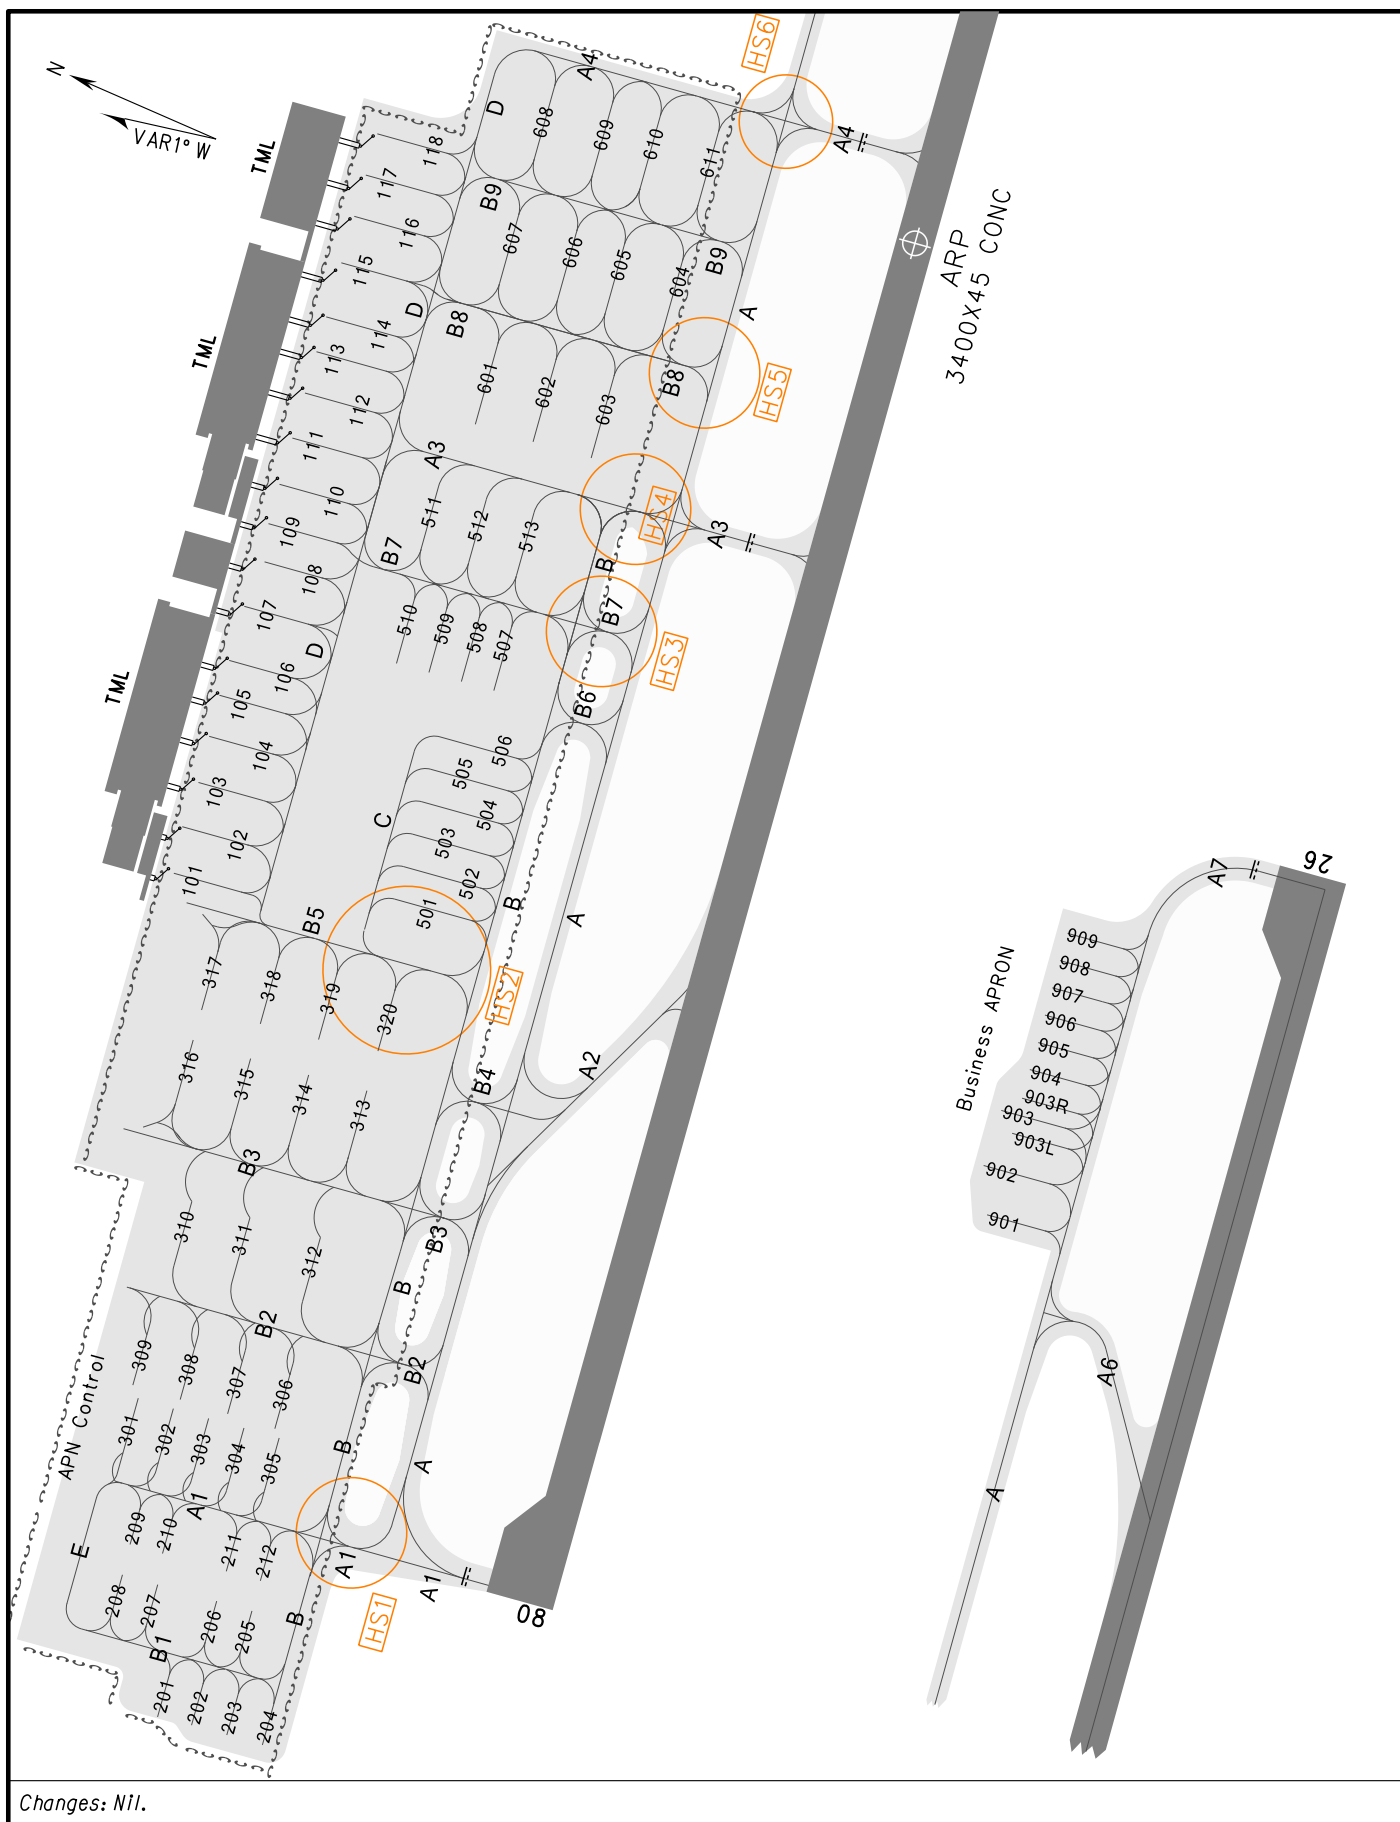 N
VAR1° W
TML
TML
TML
HS6
A4
A4
D
608
609
610
611
118
117
116
115
114
113
112
111
110
109
108
107
106
105
104
103
102
101
B9
607
606
605
604
B9
A
D
B8
601
602
603
B8
HS5
ARP
3400X45 CONC
A3
511
512
513
HS4
A3
B
B7
B7
510
509
508
507
HS3
D
B6
506
505
504
503
502
501
C
B
A
B5
317
318
319
320
HS2
316
315
314
313
B4
A2
B3
310
311
312
B3
B
B2
B2
309
308
307
306
301
302
303
304
305
APN Control
B
A
A1
209
210
211
212
E
208
207
206
205
B
A1
A1
HS1
08
B1
201
202
203
204
26
A7
Business APRON
909
908
907
906
905
904
903R
903
903L
902
901
A6
A
Changes: Nil.